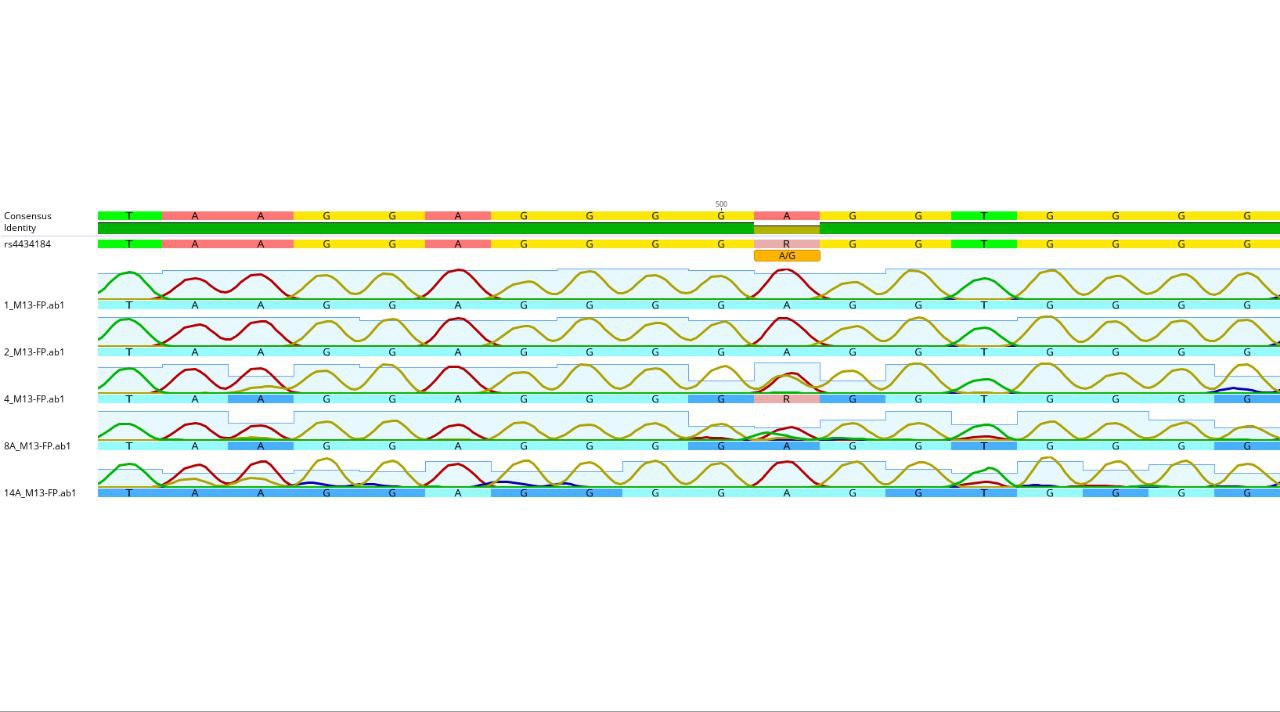 500
Consensus T A A G G A G G G G A G G T G G G G
Identity
rs4434184 T A A G G A G G G G R G G T G G G G
A/G
1_M13-FP.ab1 T A A G G A G G G G A G G T G G G G
2_M13-FP.ab1 T A A G G A G G G G A G G T G G G G
4_M13-FP.ab1 T A A G G A G G G G R G G T G G G G
8A_M13-FP.ab1 T A A G G A G G G G A G G T G G G G
14A_M13-FP.ab1 T A A G G A G G G G A G G T G G G G